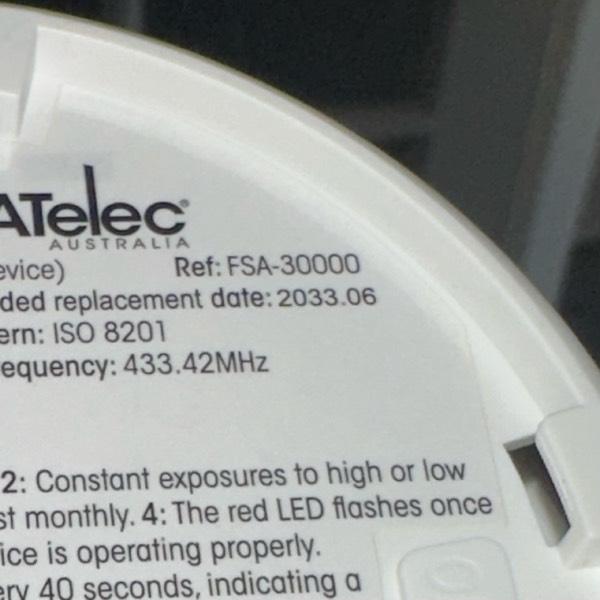 ATelec®
AUSTRALIA
evice) Ref: FSA-30000
ded replacement date: 2033.06
ern: ISO 8201
equency: 433.42MHz
2: Constant exposures to high or low
st monthly. 4: The red LED flashes once
ice is operating properly.
ery 40 seconds, indicating a